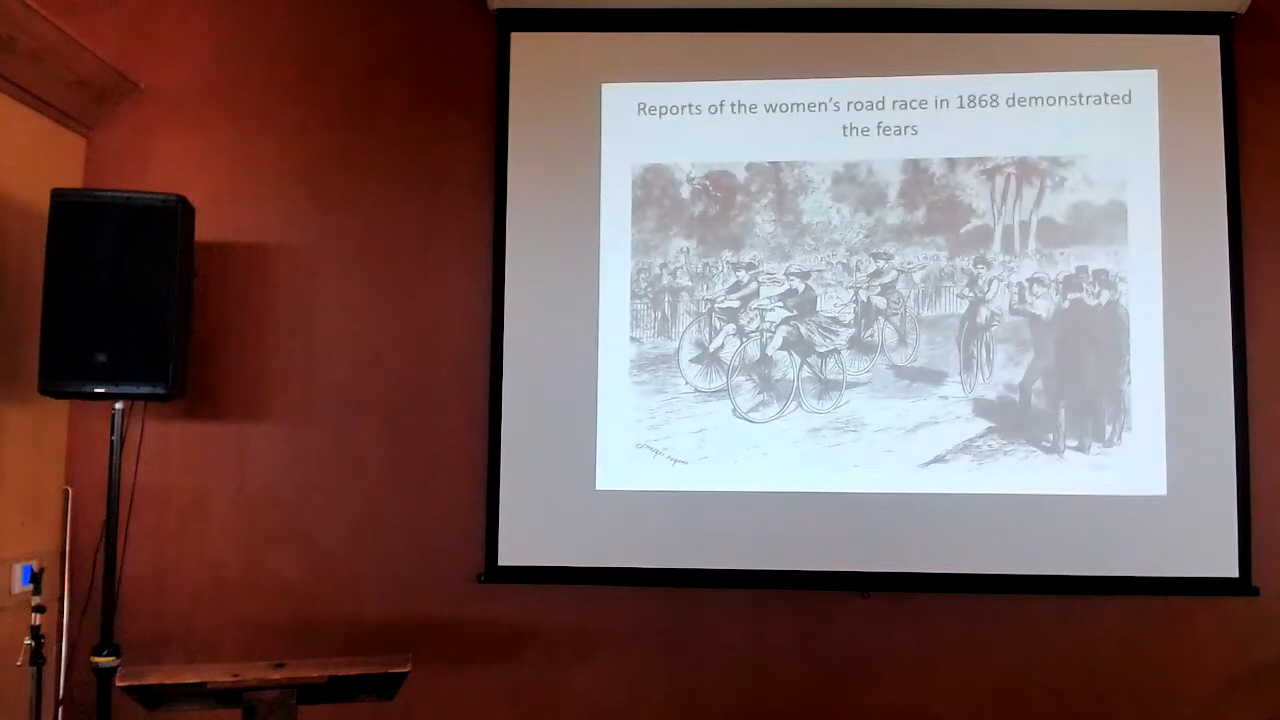 Reports of the women's road race in 1868 demonstrated
the fears